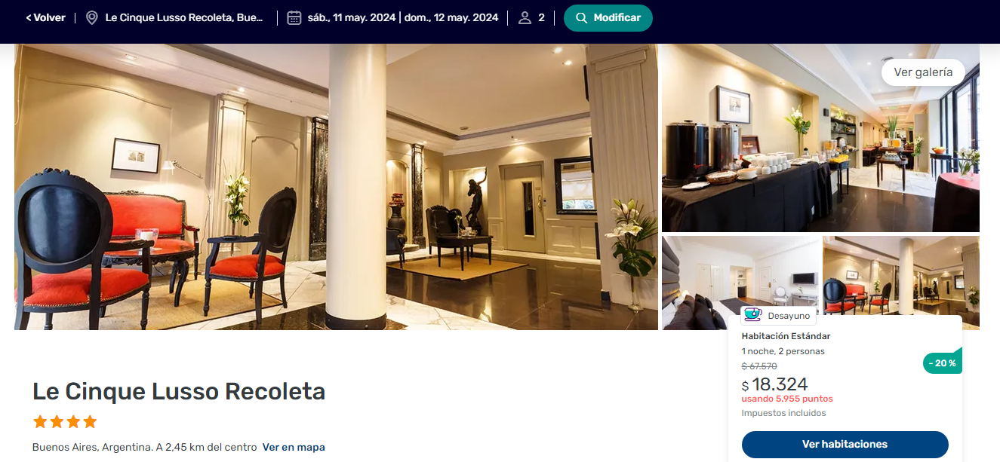 < Volver
Le Cinque Lusso Recoleta, Bue...
sáb., 11 may. 2024 | dom., 12 may. 2024
2
Modificar
Ver galería
Desayuno
Habitación Estándar
1 noche, 2 personas
$ 67.570
- 20 %
$ 18.324
usando 5.955 puntos
Impuestos incluidos
Ver habitaciones
Le Cinque Lusso Recoleta
Buenos Aires, Argentina. A 2,45 km del centro Ver en mapa